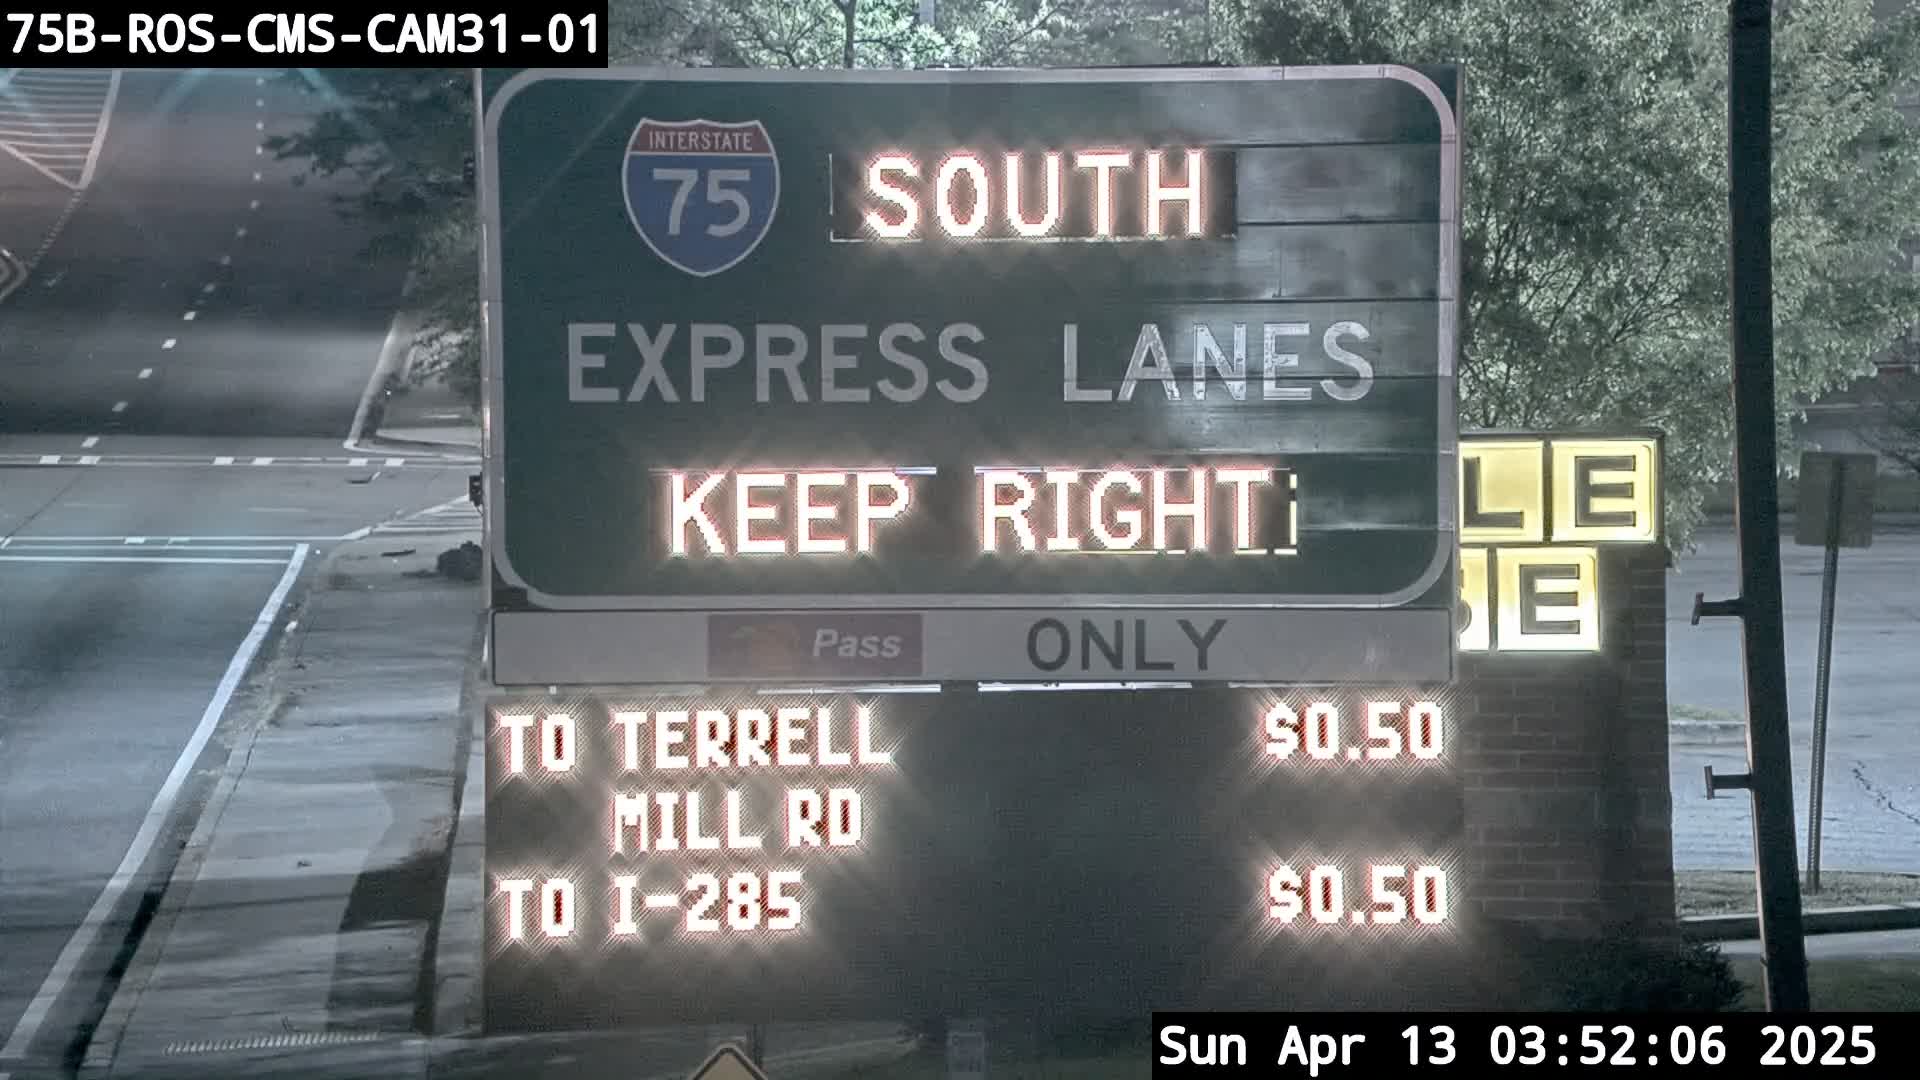 75B-ROS-CMS-CAM31-01
INTERSTATE
75
SOUTH
EXPRESS LANES
KEEP RIGHT
Pass ONLY
TO TERRELL $0.50
MILL RD
TO I-285 $0.50
LE
E
Sun Apr 13 03:52:06 2025